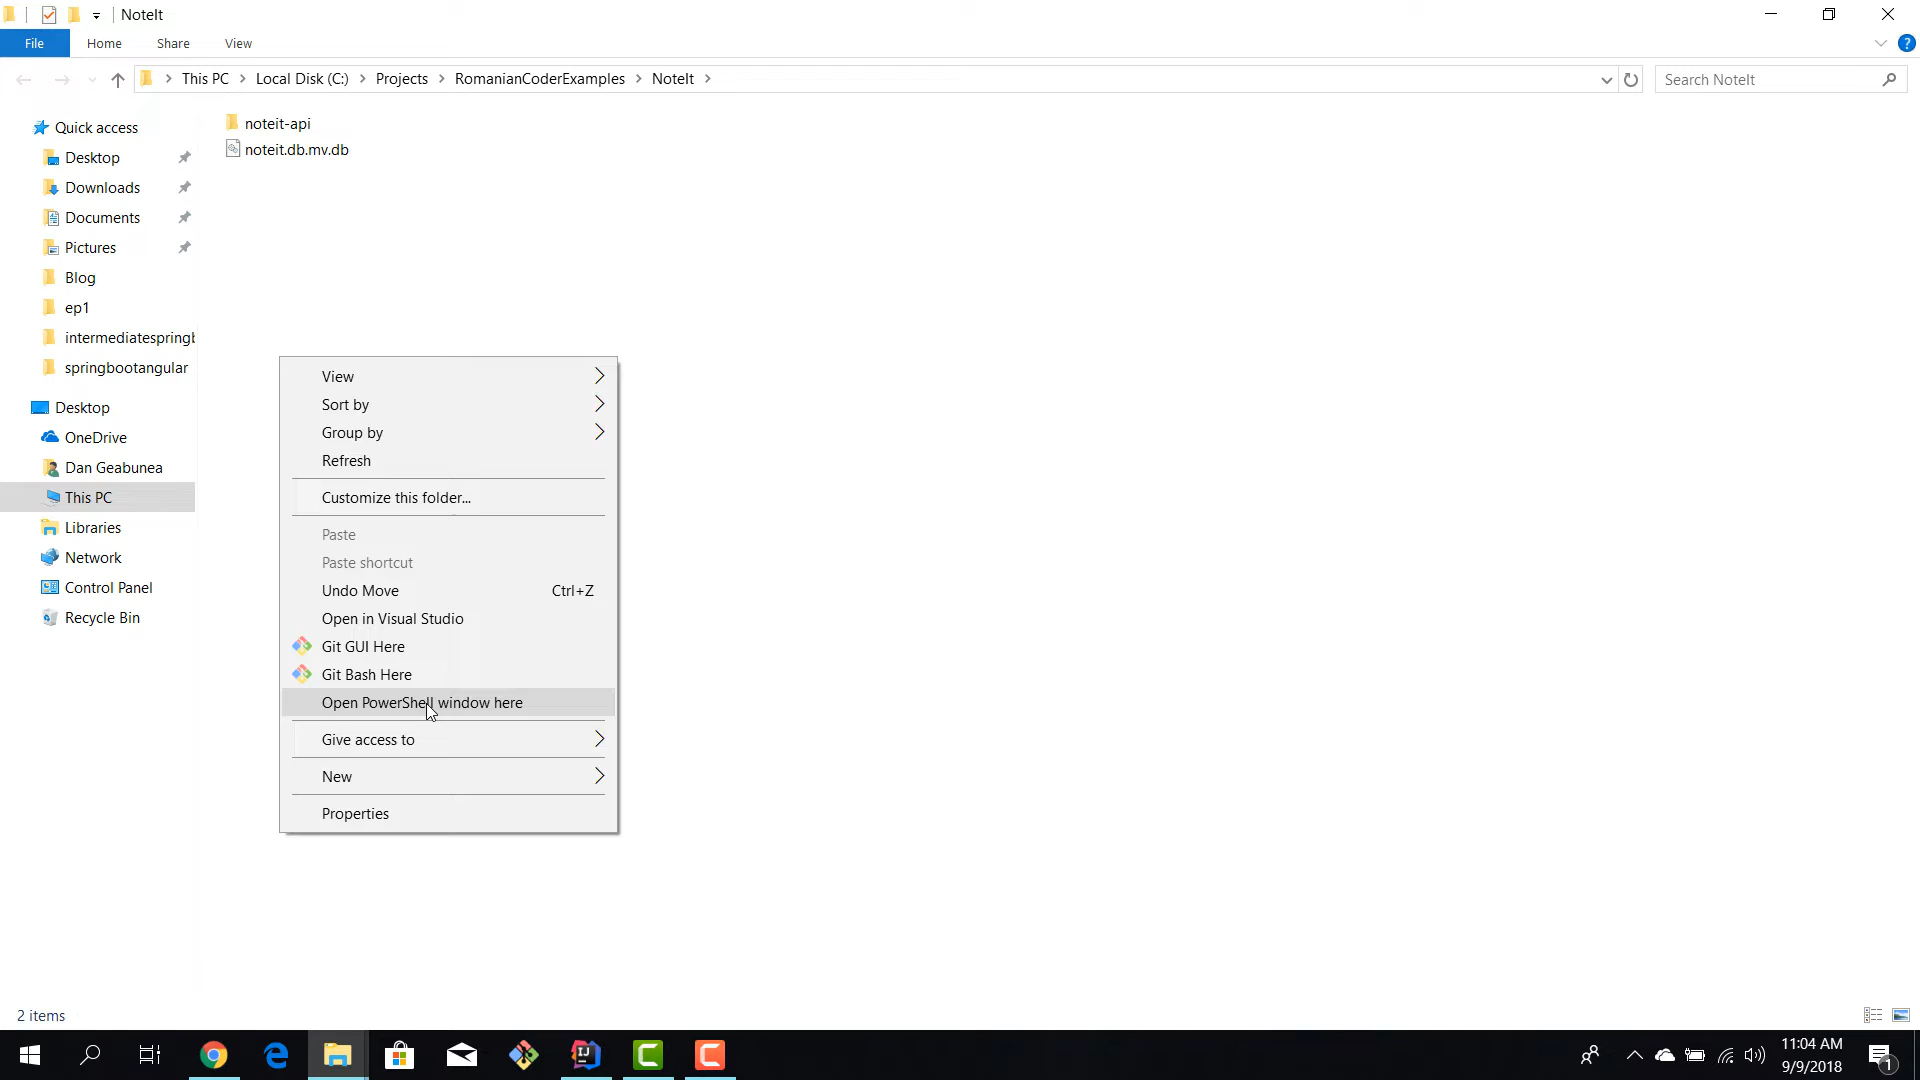 NoteIt
File Home Share View
This PC Local Disk (C:) Projects RomanianCoderExamples NoteIt
Search NoteIt
Quick access
Desktop
Downloads
Documents
Pictures
Blog
ep1
intermediatespringb
springbootangular
Desktop
OneDrive
Dan Geabunea
This PC
Libraries
Network
Control Panel
Recycle Bin
noteit-api
noteit.db.mv.db
View
Sort by
Group by
Refresh
Customize this folder...
Paste
Paste shortcut
Undo Move Ctrl+Z
Open in Visual Studio
Git GUI Here
Git Bash Here
Open PowerShell window here
Give access to
New
Properties
2 items
11:04 AM
9/9/2018
1